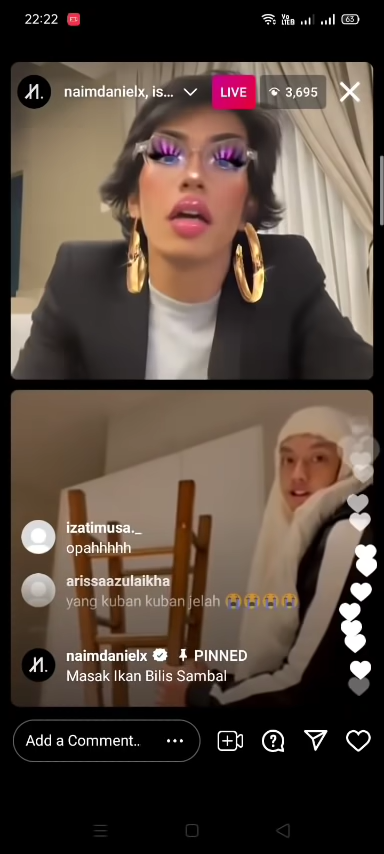 22:22
63
naimdanielx, is...
LIVE
3,695
izatimusa._
opahhhhh
arissaazulaikha
yang kuban kuban jelah 😭😭😭😭
naimdanielx PINNED
Masak Ikan Bilis Sambal
Add a Comment..